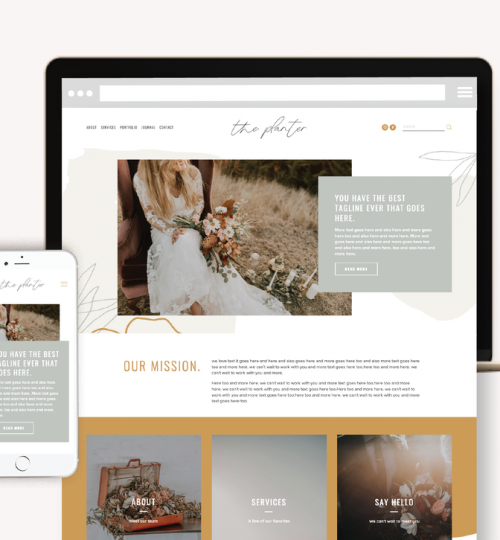 ABOUT SERVICES PORTFOLIO JOURNAL CONTACT
the planter
YOU HAVE THE BEST
TAGLINE EVER THAT GOES
HERE.
More text goes here and here and more goes
here too and also here and more here. More and
goes here and here and more goes here too
and also here and more here. too and also here and
more here.
READ MORE
OUR MISSION.
we love text it goes here and here and also goes here and more goes here too and also more text goes here
too and more here. we can't wait to work with you and more text goes here too here too and more here. we
can't wait to work with you and more
here too and more here. we can't wait to work with you and more text goes here too here too and more
here. we can't wait to work with you and more text goes here too here too and more here. we can't wait to
work with you and more text goes here too here too and more here. we can't wait to work with you and more
text goes here too
ABOUT
SERVICES
A few of our favorites
SAY HELLO
we can't wait to meet you
the planter
OU HAVE THE BEST
AGLINE EVER THAT
OES HERE.
READ MORE